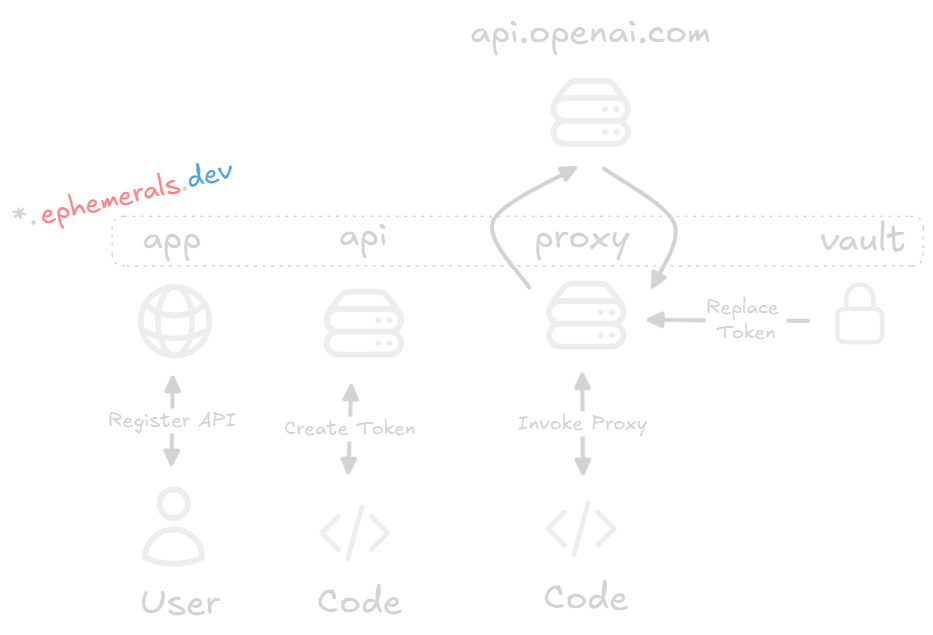 api.openai.com
*.ephemerals.dev
app
api
proxy
vault
Replace
Token
Register API
Create Token
Invoke Proxy
User
Code
Code